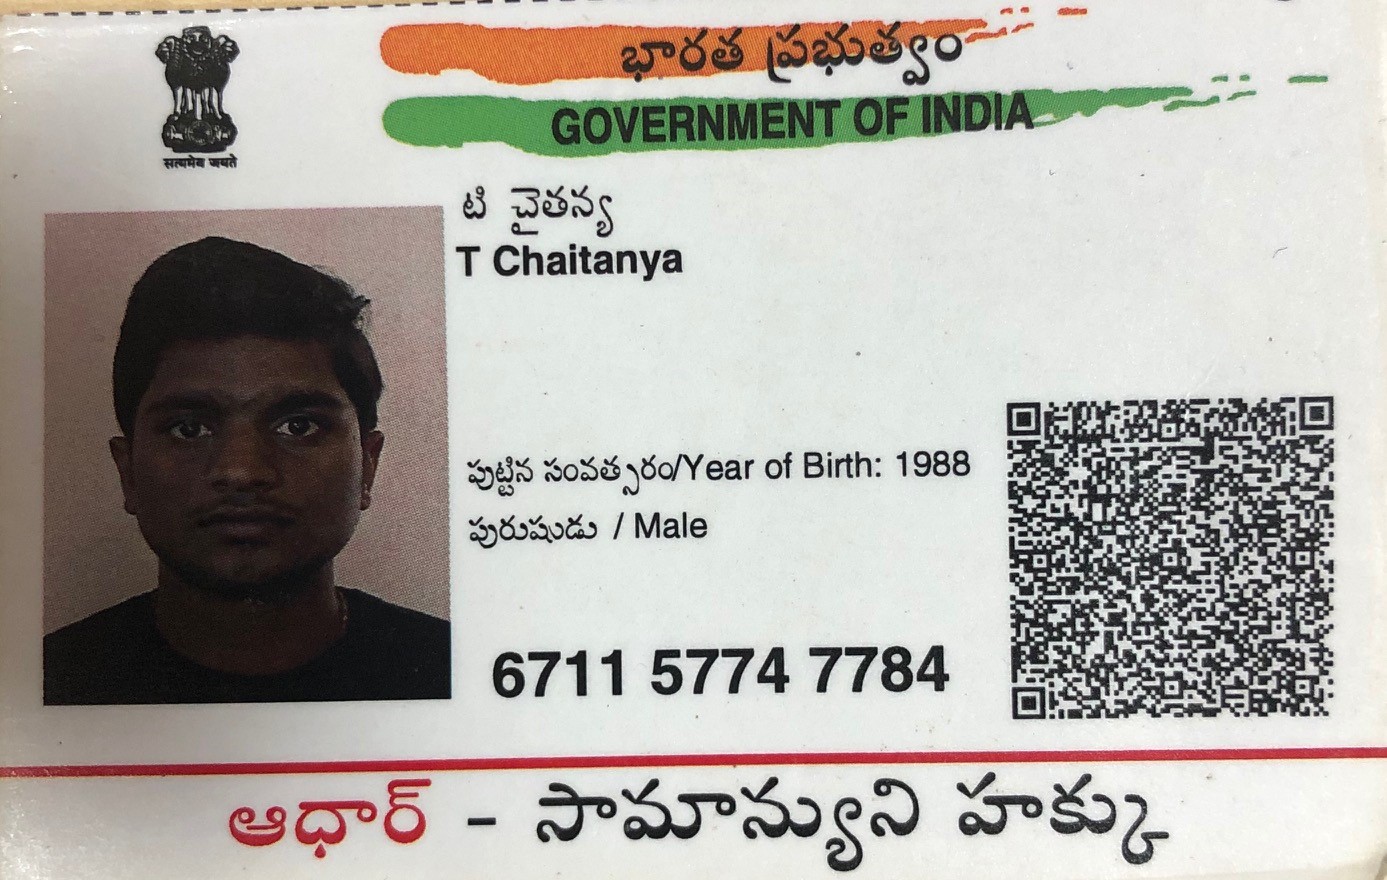 భారత ప్రభుత్వం
GOVERNMENT OF INDIA
सत्यमेव जयते
టి చైతన్య
T Chaitanya
పుట్టిన సంవత్సరం/Year of Birth: 1988
పురుషుడు / Male
6711 5774 7784
ఆధార్ - సామాన్యుని హక్కు